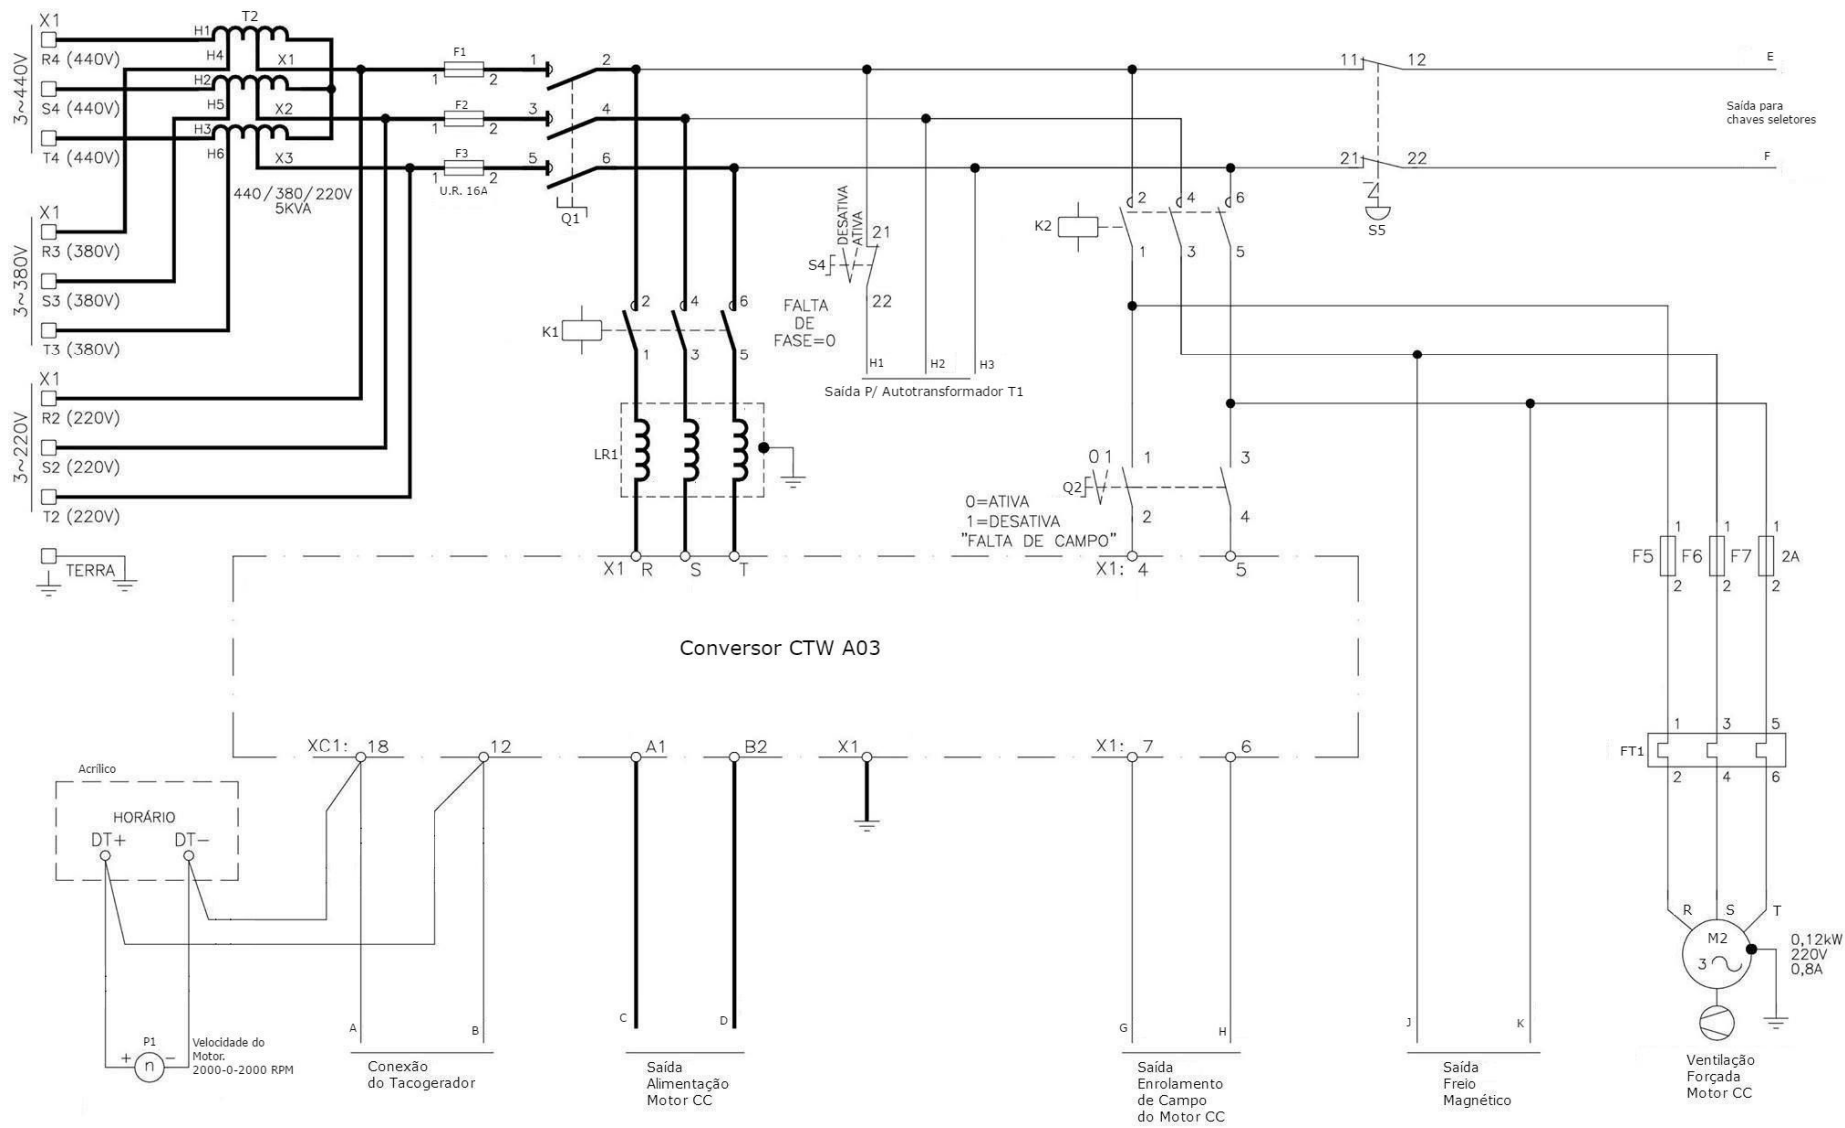 X1
T2
3~440V
R4 (440V)
S4 (440V)
T4 (440V)
H1
H4
X1
H2
H5
X2
H3
H6
X3
440/380/220V
5KVA
F1
1
2
F2
1
2
F3
1
2
U.R. 16A
1
2
3
4
5
6
Q1
11
12
21
22
S5
E
Saída para
chaves seletores
F
X1
3~380V
R3 (380V)
S3 (380V)
T3 (380V)
X1
3~220V
R2 (220V)
S2 (220V)
T2 (220V)
TERRA
K1
2
4
6
1
3
5
LR1
DESATIVA
ATIVA
21
S4
22
FALTA
DE
FASE=0
H1
H2
H3
Saída P/ Autotransformador T1
K2
2
4
6
1
3
5
0 1
1
3
Q2
2
4
0=ATIVA
1=DESATIVA
"FALTA DE CAMPO"
X1 R
S
T
X1: 4
5
Conversor CTW A03
1
1
1
F5
F6
F7
2A
2
2
2
1
3
5
FT1
2
4
6
R
S
T
M2
3
0,12kW
220V
0,8A
Ventilação
Forçada
Motor CC
XC1: 18
12
A1
B2
X1
X1: 7
6
Acrílico
HORÁRIO
DT+
DT-
P1
+
n
-
Velocidade do
Motor.
2000-0-2000 RPM
A
B
Conexão
do Tacogerador
C
D
Saída
Alimentação
Motor CC
G
H
Saída
Enrolamento
de Campo
do Motor CC
J
K
Saída
Freio
Magnético